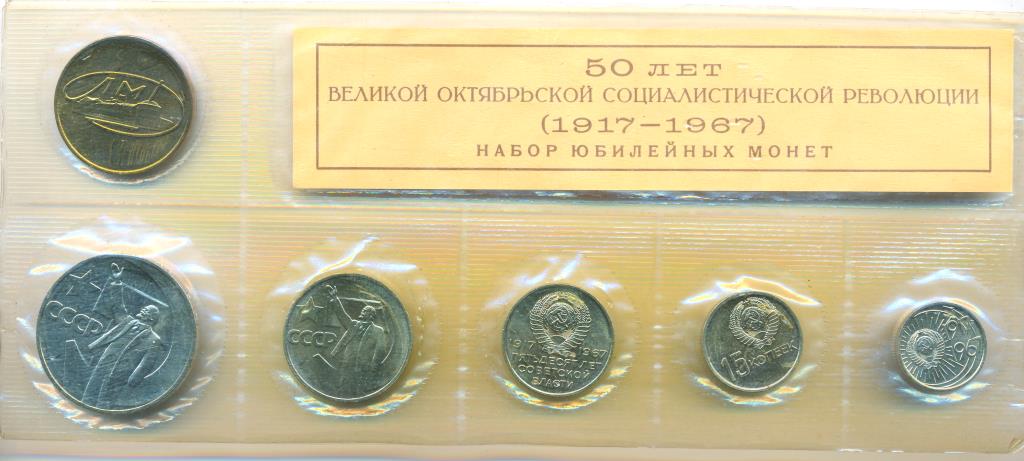 50 ЛЕТ
ВЕЛИКОЙ ОКТЯБРЬСКОЙ СОЦИАЛИСТИЧЕСКОЙ РЕВОЛЮЦИИ
(1917-1967)
НАБОР ЮБИЛЕЙНЫХ МОНЕТ
ЛМД
СССР
СССР
1917 1967
ПЯТЬДЕСЯТ ЛЕТ
СОВЕТСКОЙ
ВЛАСТИ
15 КОПЕЕК